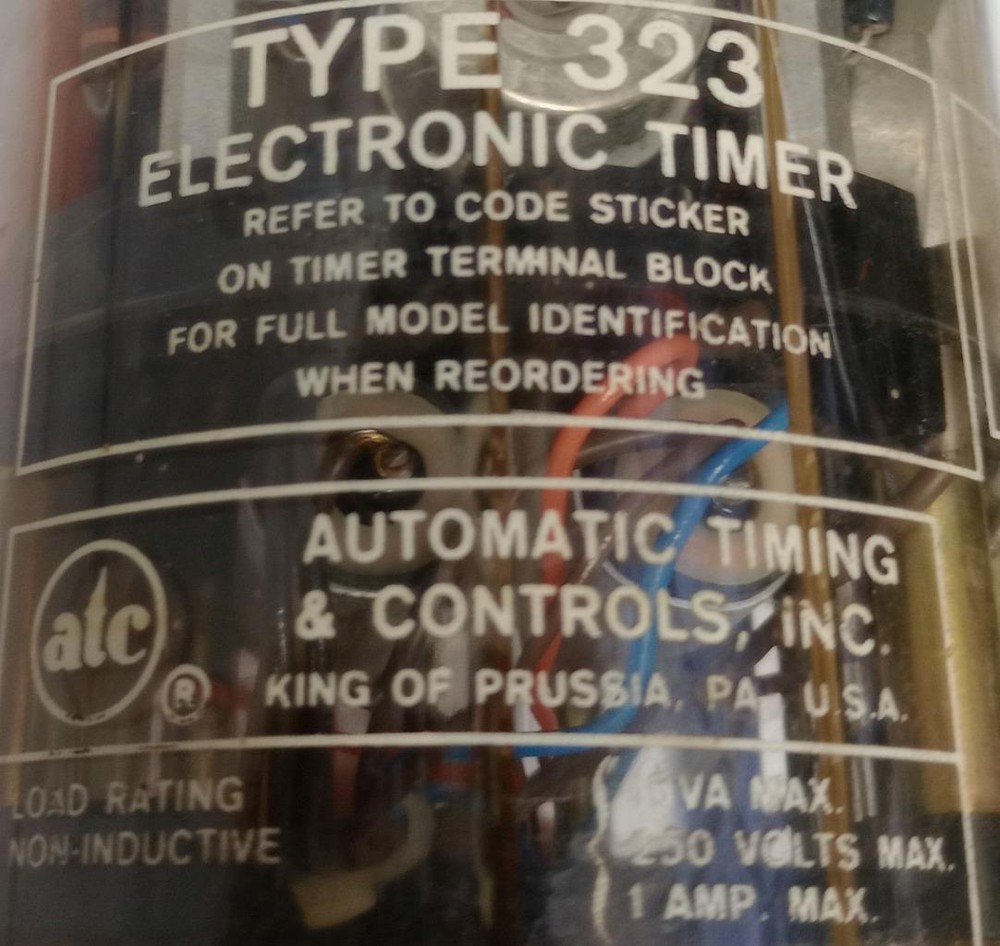 TYPE 323
ELECTRONIC TIMER
REFER TO CODE STICKER
ON TIMER TERMINAL BLOCK
FOR FULL MODEL IDENTIFICATION
WHEN REORDERING
atc
®
AUTOMATIC TIMING
& CONTROLS, INC.
KING OF PRUSSIA, PA. U.S.A.
LOAD RATING
NON-INDUCTIVE
VA MAX.
250 VOLTS MAX.
1 AMP. MAX.